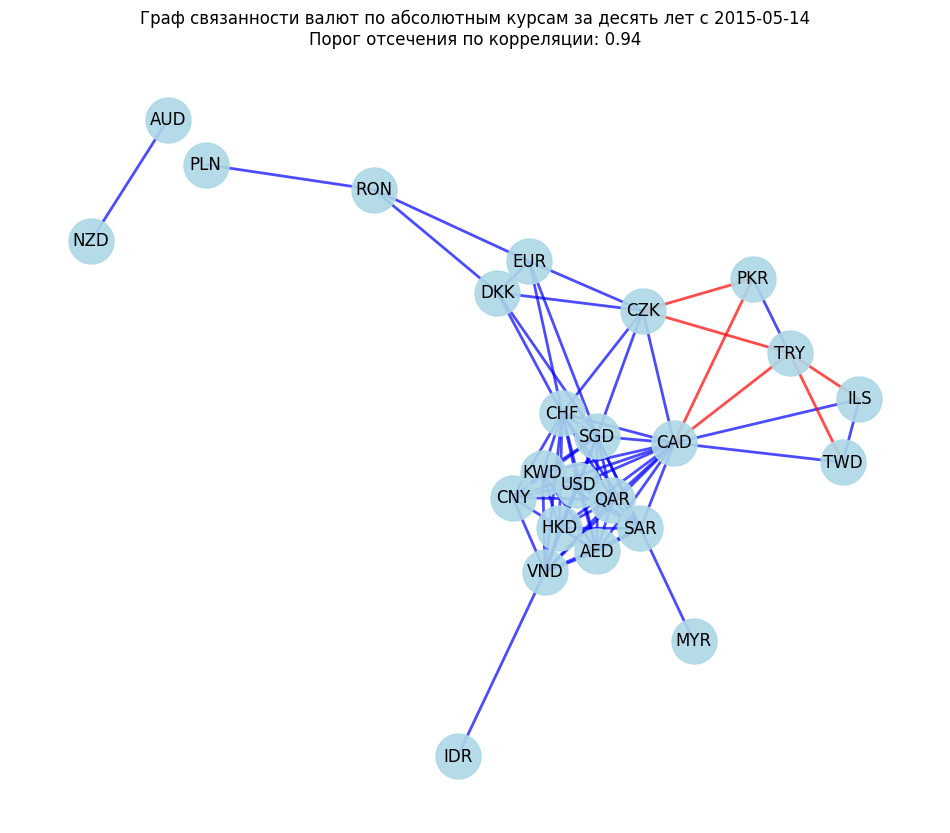 Граф связанности валют по абсолютным курсам за десять лет с 2015-05-14
Порог отсечения по корреляции: 0.94
AUD
PLN
RON
NZD
EUR
PKR
DKK
CZK
TRY
ILS
CHF
SGD
CAD
TWD
KWD
USD
CNY
QAR
HKD
SAR
AED
VND
MYR
IDR